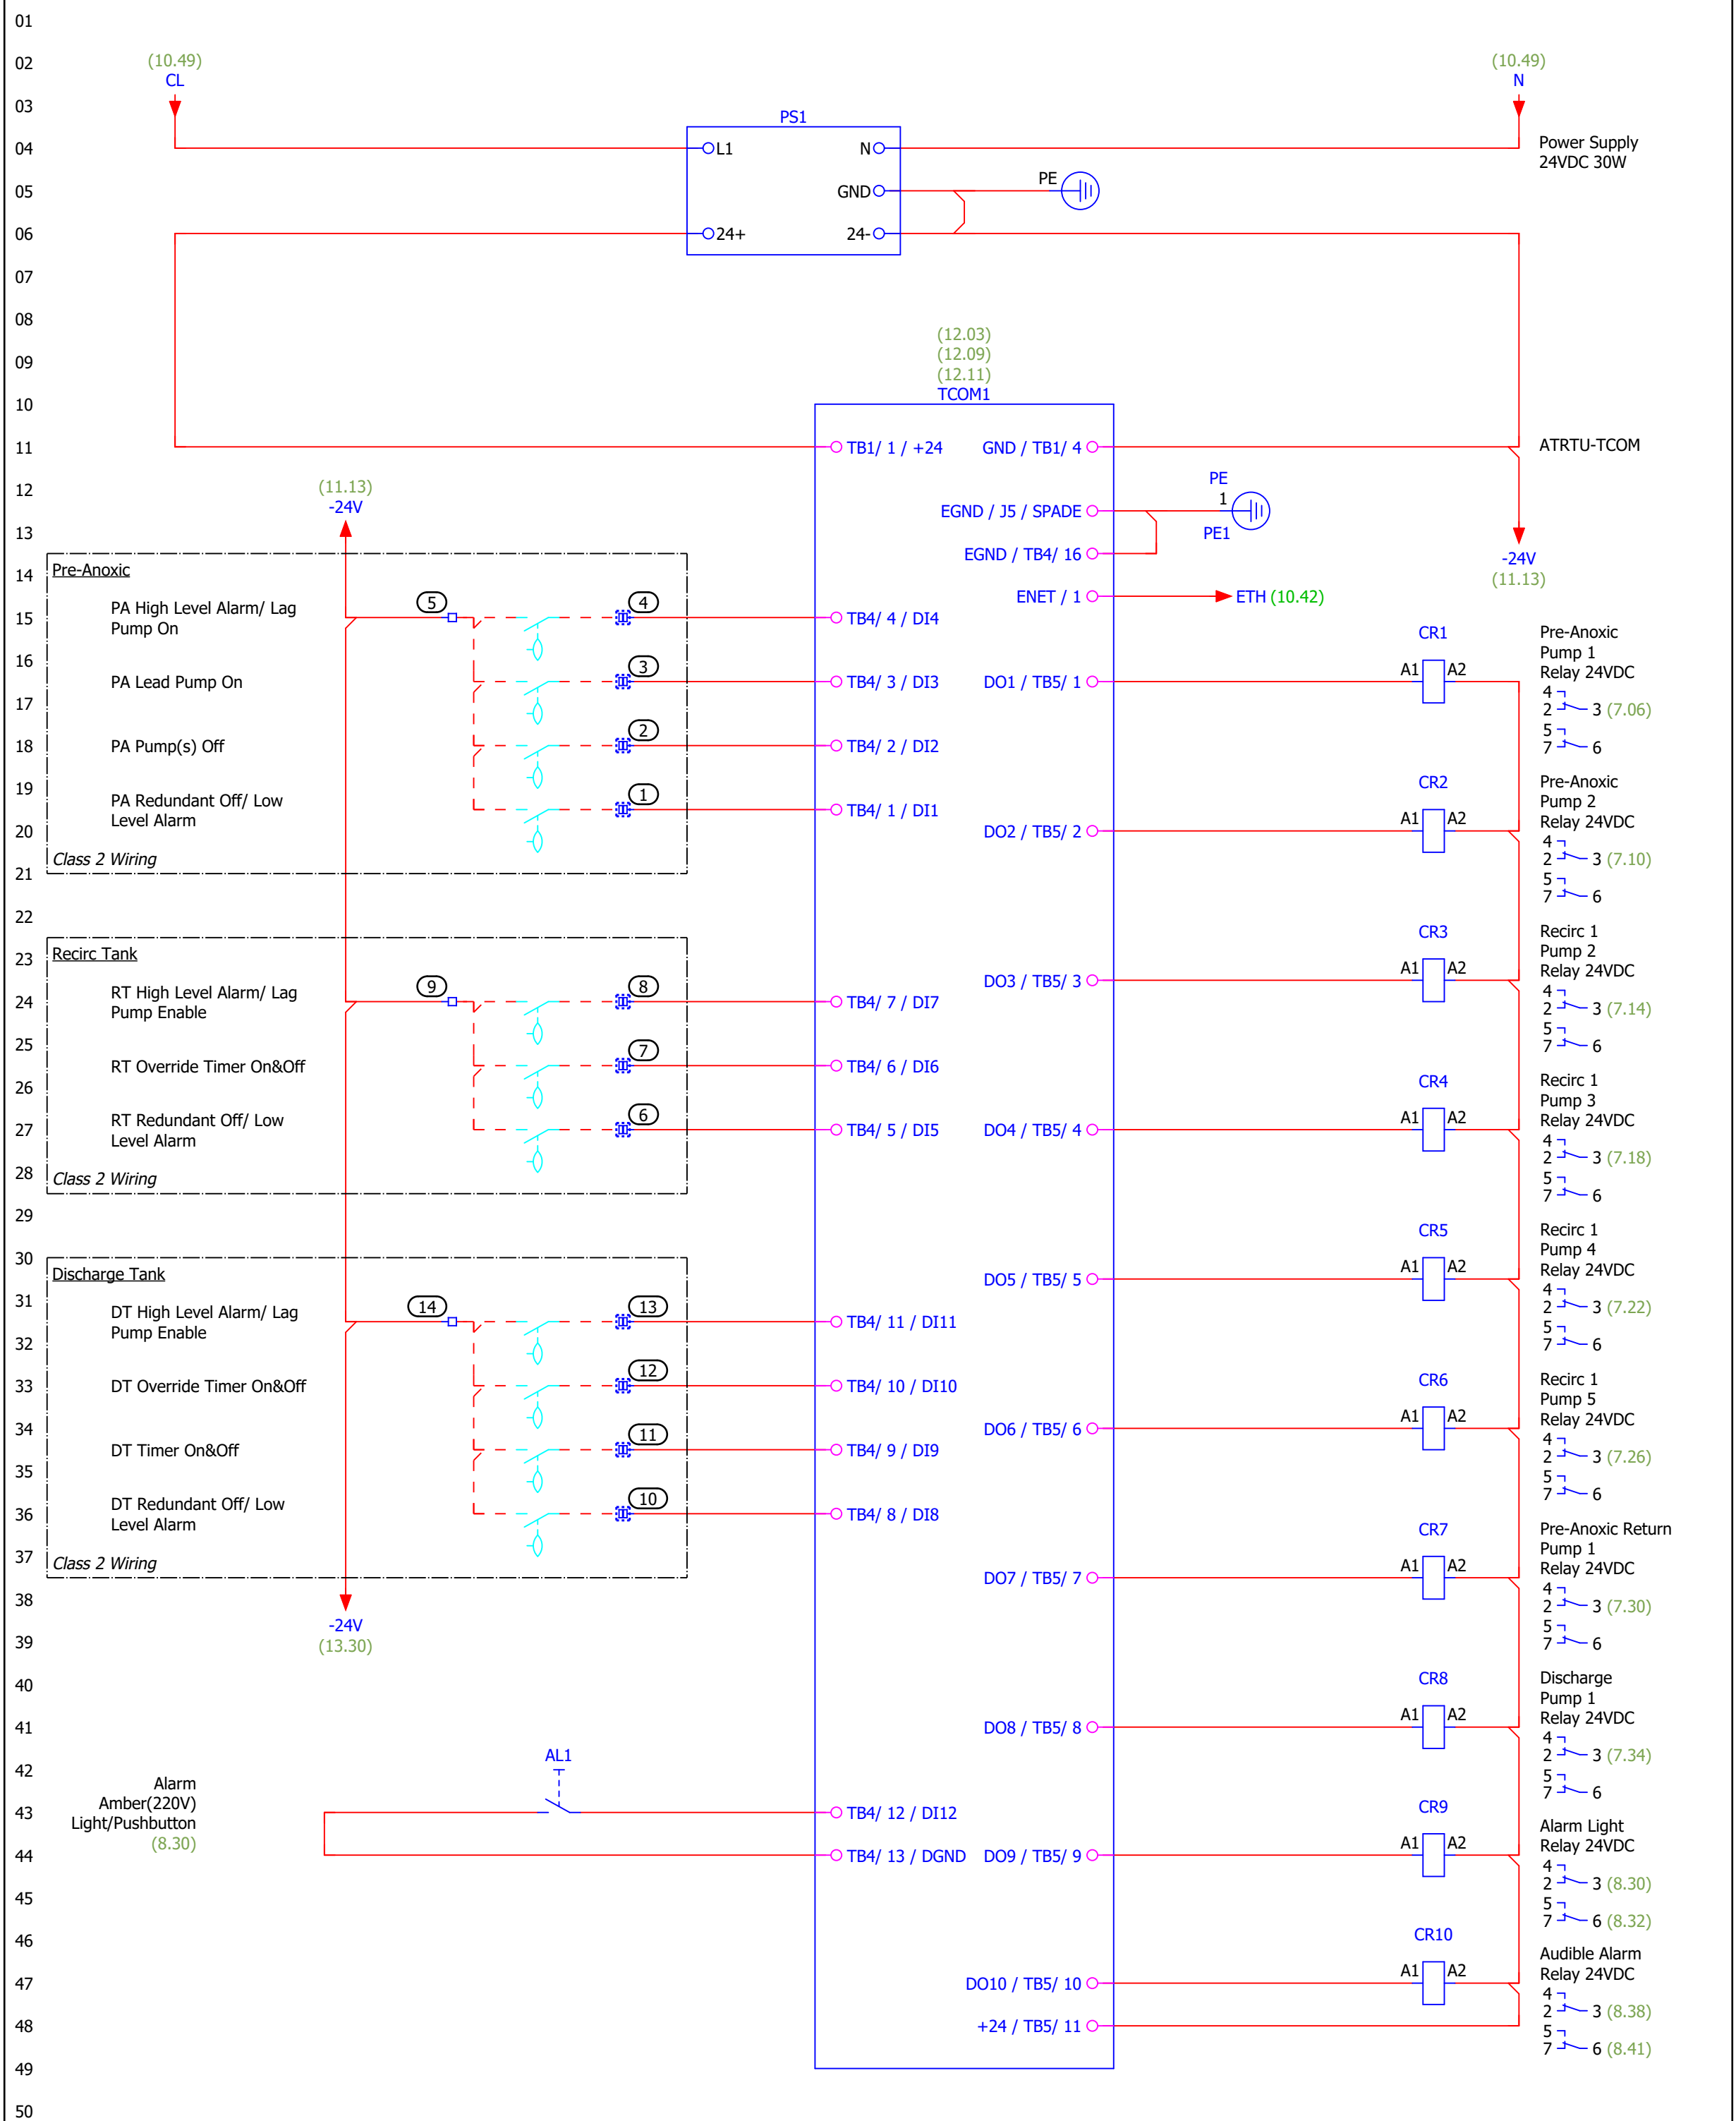 01
02
(10.49)
CL
(10.49)
N
03
PS1
04
L1
N
Power Supply
24VDC 30W
05
GND
PE
06
24+
24-
07
08
(12.03)
09
(12.09)
(12.11)
TCOM1
10
11
TB1/ 1 / +24
GND / TB1/ 4
ATRTU-TCOM
12
(11.13)
-24V
EGND / J5 / SPADE
PE
1
PE1
13
EGND / TB4/ 16
-24V
(11.13)
14
Pre-Anoxic
ENET / 1
ETH (10.42)
15
PA High Level Alarm/ Lag
Pump On
5
4
TB4/ 4 / DI4
16
PA Lead Pump On
3
TB4/ 3 / DI3
DO1 / TB5/ 1
CR1
A1
A2
Pre-Anoxic
Pump 1
Relay 24VDC
4
2
3 (7.06)
5
7
6
17
18
PA Pump(s) Off
2
TB4/ 2 / DI2
19
PA Redundant Off/ Low
Level Alarm
1
TB4/ 1 / DI1
20
DO2 / TB5/ 2
CR2
A1
A2
Pre-Anoxic
Pump 2
Relay 24VDC
4
2
3 (7.10)
5
7
6
Class 2 Wiring
21
22
23
Recirc Tank
DO3 / TB5/ 3
CR3
A1
A2
Recirc 1
Pump 2
Relay 24VDC
4
2
3 (7.14)
5
7
6
24
RT High Level Alarm/ Lag
Pump Enable
9
8
TB4/ 7 / DI7
25
RT Override Timer On&Off
7
TB4/ 6 / DI6
26
27
RT Redundant Off/ Low
Level Alarm
6
TB4/ 5 / DI5
DO4 / TB5/ 4
CR4
A1
A2
Recirc 1
Pump 3
Relay 24VDC
4
2
3 (7.18)
5
7
6
28
Class 2 Wiring
29
30
Discharge Tank
DO5 / TB5/ 5
CR5
A1
A2
Recirc 1
Pump 4
Relay 24VDC
4
2
3 (7.22)
5
7
6
31
DT High Level Alarm/ Lag
Pump Enable
14
13
TB4/ 11 / DI11
32
33
DT Override Timer On&Off
12
TB4/ 10 / DI10
34
DO6 / TB5/ 6
CR6
A1
A2
Recirc 1
Pump 5
Relay 24VDC
4
2
3 (7.26)
5
7
6
DT Timer On&Off
11
TB4/ 9 / DI9
35
36
DT Redundant Off/ Low
Level Alarm
10
TB4/ 8 / DI8
37
Class 2 Wiring
DO7 / TB5/ 7
CR7
A1
A2
Pre-Anoxic Return
Pump 1
Relay 24VDC
4
2
3 (7.30)
5
7
6
38
-24V
39
(13.30)
40
41
DO8 / TB5/ 8
CR8
A1
A2
Discharge
Pump 1
Relay 24VDC
4
2
3 (7.34)
5
7
6
42
AL1
43
Alarm
Amber(220V)
Light/Pushbutton
(8.30)
TB4/ 12 / DI12
44
TB4/ 13 / DGND
DO9 / TB5/ 9
CR9
A1
A2
Alarm Light
Relay 24VDC
4
2
3 (8.30)
5
7
6 (8.32)
45
46
47
DO10 / TB5/ 10
CR10
A1
A2
Audible Alarm
Relay 24VDC
4
2
3 (8.38)
5
7
6 (8.41)
48
+24 / TB5/ 11
49
50